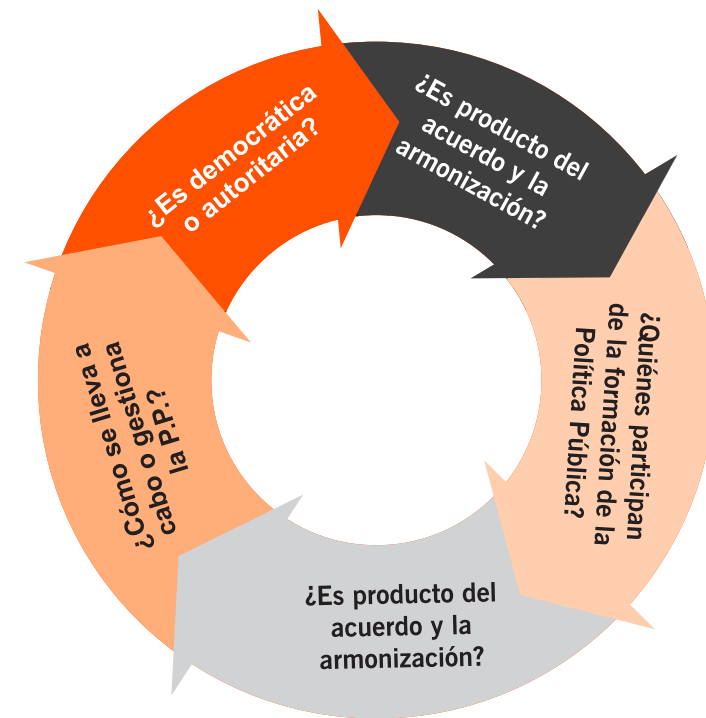 ¿Es democrática
o autoritaria?
¿Es producto del
acuerdo y la
armonización?
¿Quiénes participan
de la formación de la
Política Pública?
¿Es producto del
acuerdo y la
armonización?
¿Cómo se lleva a
cabo o gestiona
la P.P.?